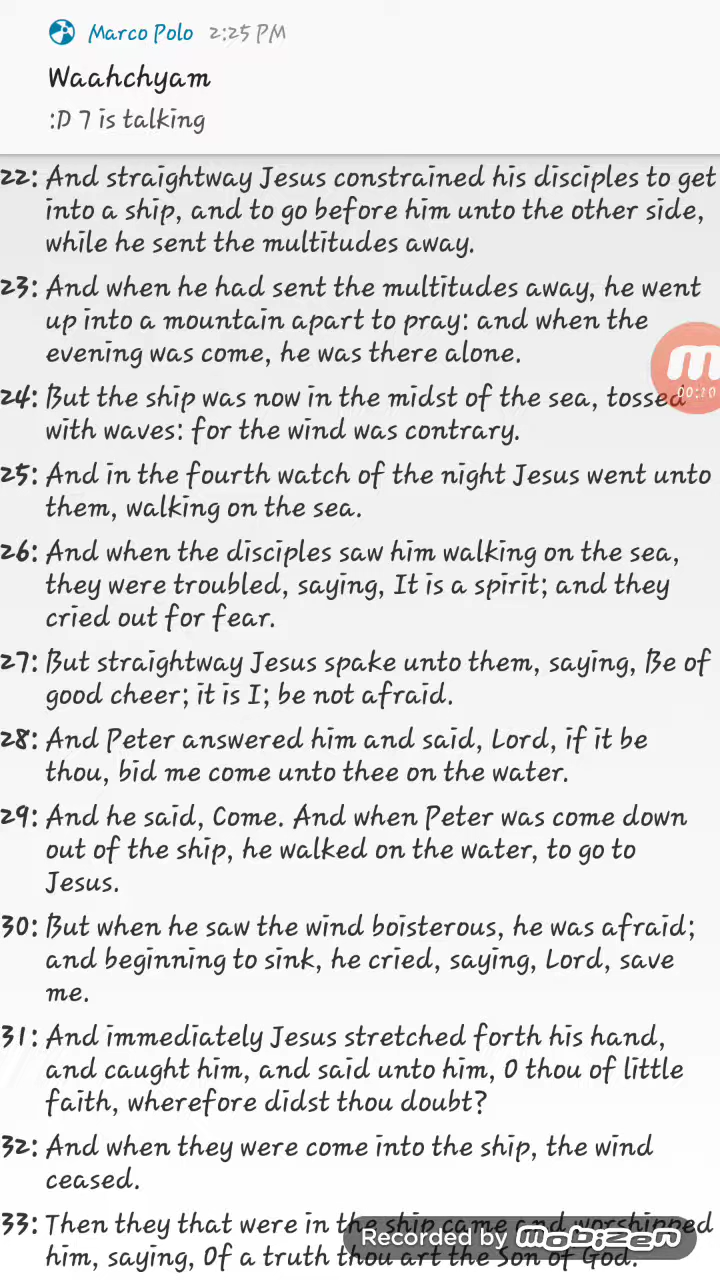 Marco Polo 2:25 PM
Waahchyam
:D 7 is talking
22: And straightway Jesus constrained his disciples to get
into a ship, and to go before him unto the other side,
while he sent the multitudes away.
23: And when he had sent the multitudes away, he went
up into a mountain apart to pray: and when the
evening was come, he was there alone.
24: But the ship was now in the midst of the sea, tossed
with waves: for the wind was contrary.
25: And in the fourth watch of the night Jesus went unto
them, walking on the sea.
26: And when the disciples saw him walking on the sea,
they were troubled, saying, It is a spirit; and they
cried out for fear.
27: But straightway Jesus spake unto them, saying, Be of
good cheer; it is I; be not afraid.
28: And Peter answered him and said, Lord, if it be
thou, bid me come unto thee on the water.
29: And he said, Come. And when Peter was come down
out of the ship, he walked on the water, to go to
Jesus.
30: But when he saw the wind boisterous, he was afraid;
and beginning to sink, he cried, saying, Lord, save
me.
31: And immediately Jesus stretched forth his hand,
and caught him, and said unto him, O thou of little
faith, wherefore didst thou doubt?
32: And when they were come into the ship, the wind
ceased.
33: Then they that were in the ship came and worshipped
him, saying, Of a truth thou art the Son of God.
m
00:10
Recorded by mobizen